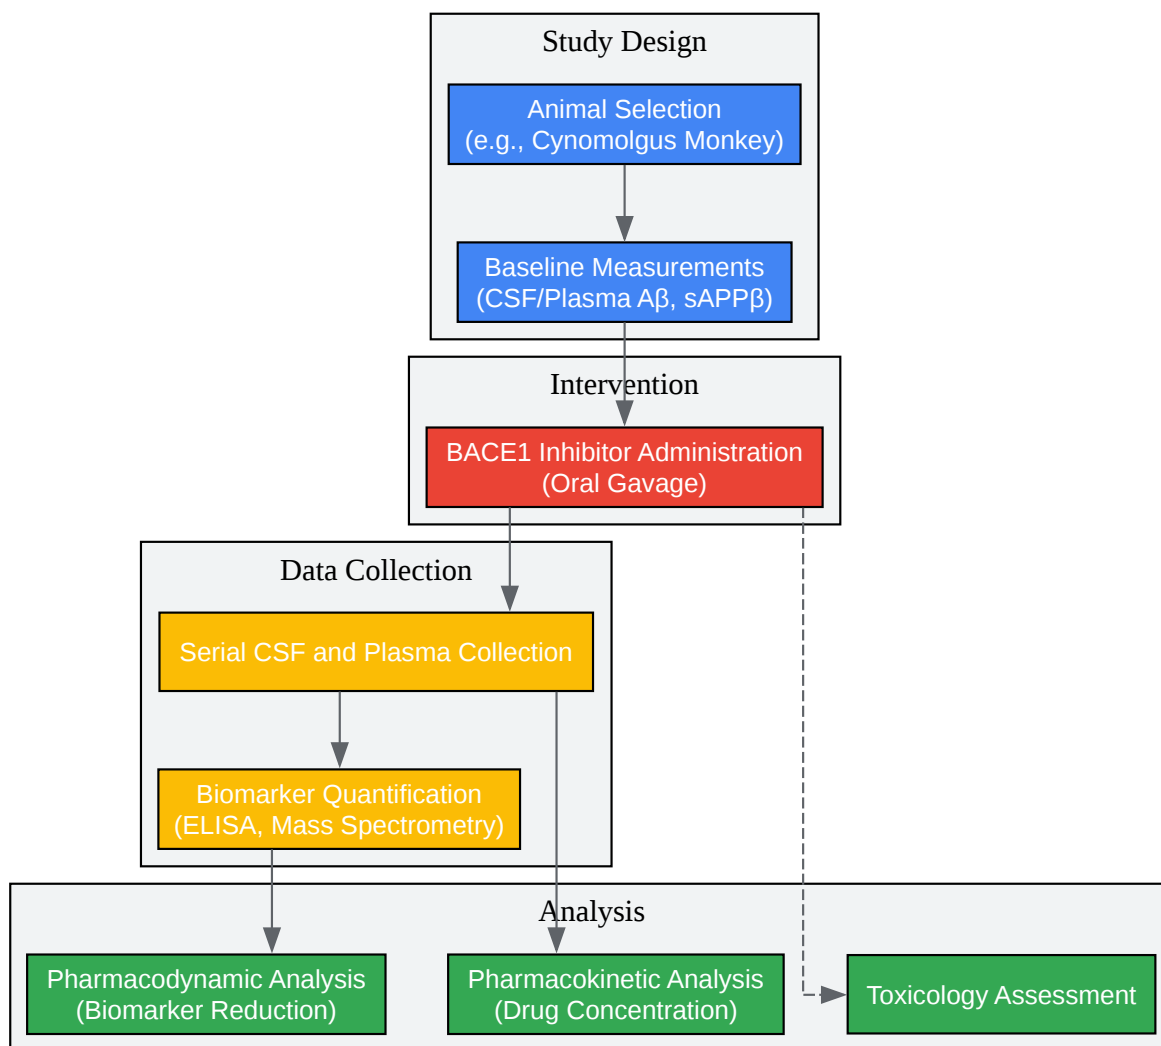 Study Design
Animal Selection
(e.g., Cynomolgus Monkey)
Baseline Measurements
(CSF/Plasma Aβ, sAPPβ)
Intervention
BACE1 Inhibitor Administration
(Oral Gavage)
Data Collection
Serial CSF and Plasma Collection
Biomarker Quantification
(ELISA, Mass Spectrometry)
Analysis
Pharmacodynamic Analysis
(Biomarker Reduction)
Pharmacokinetic Analysis
(Drug Concentration)
Toxicology Assessment